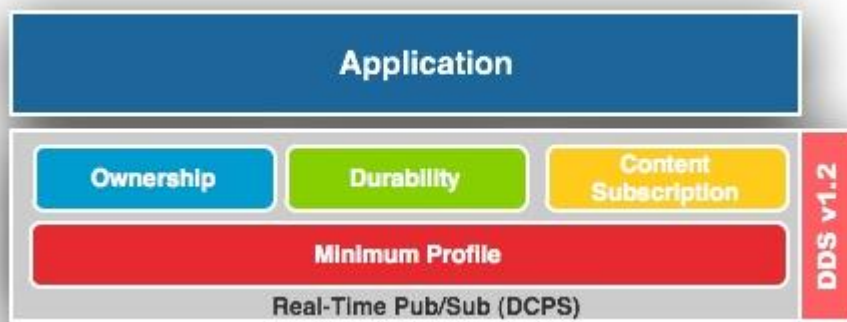 Application
Ownership
Durability
Content
Subscription
Minimum Profile
Real-Time Pub/Sub (DCPS)
DDS v1.2